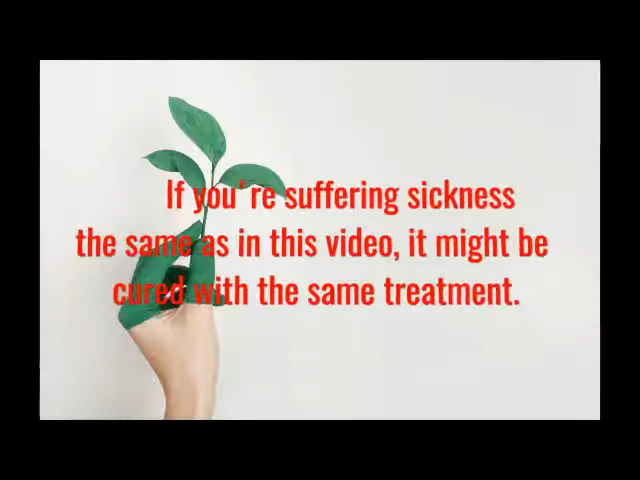 If you're suffering sickness
the same as in this video, it might be
cured with the same treatment.